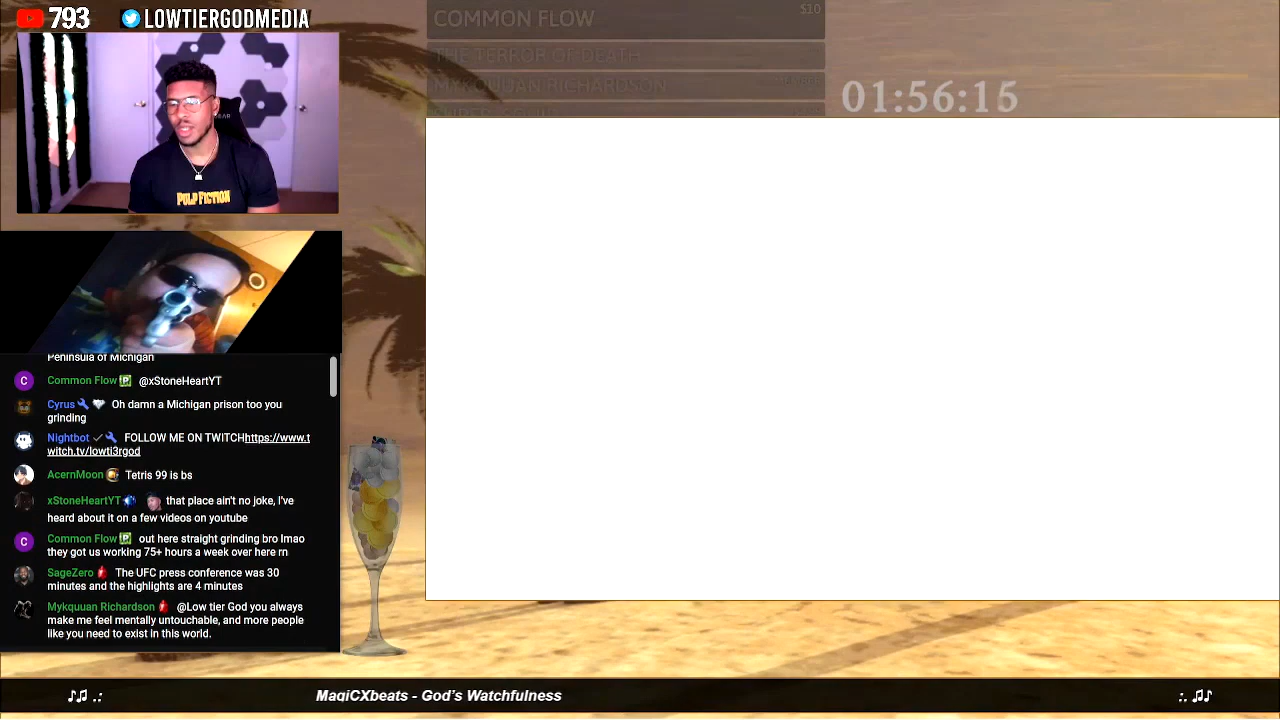 793 LOWTIERGODMEDIA
COMMON FLOW $10
THE TERROR OF DEATH
MYKQUUAN RICHARDSON
01:56:15
PULP FICTION
Peninsula of Michigan
C Common Flow @xStoneHeartYT
Cyrus Oh damn a Michigan prison too you
grinding
Nightbot FOLLOW ME ON TWITCHhttps://www.t
witch.tv/lowti3rgod
AcernMoon Tetris 99 is bs
xStoneHeartYT that place ain't no joke, I've
heard about it on a few videos on youtube
C Common Flow out here straight grinding bro lmao
they got us working 75+ hours a week over here rn
SageZero The UFC press conference was 30
minutes and the highlights are 4 minutes
Mykquuan Richardson @Low tier God you always
make me feel mentally untouchable, and more people
like you need to exist in this world.
♪♫ .: MagiCXbeats - God's Watchfulness :. ♫♪